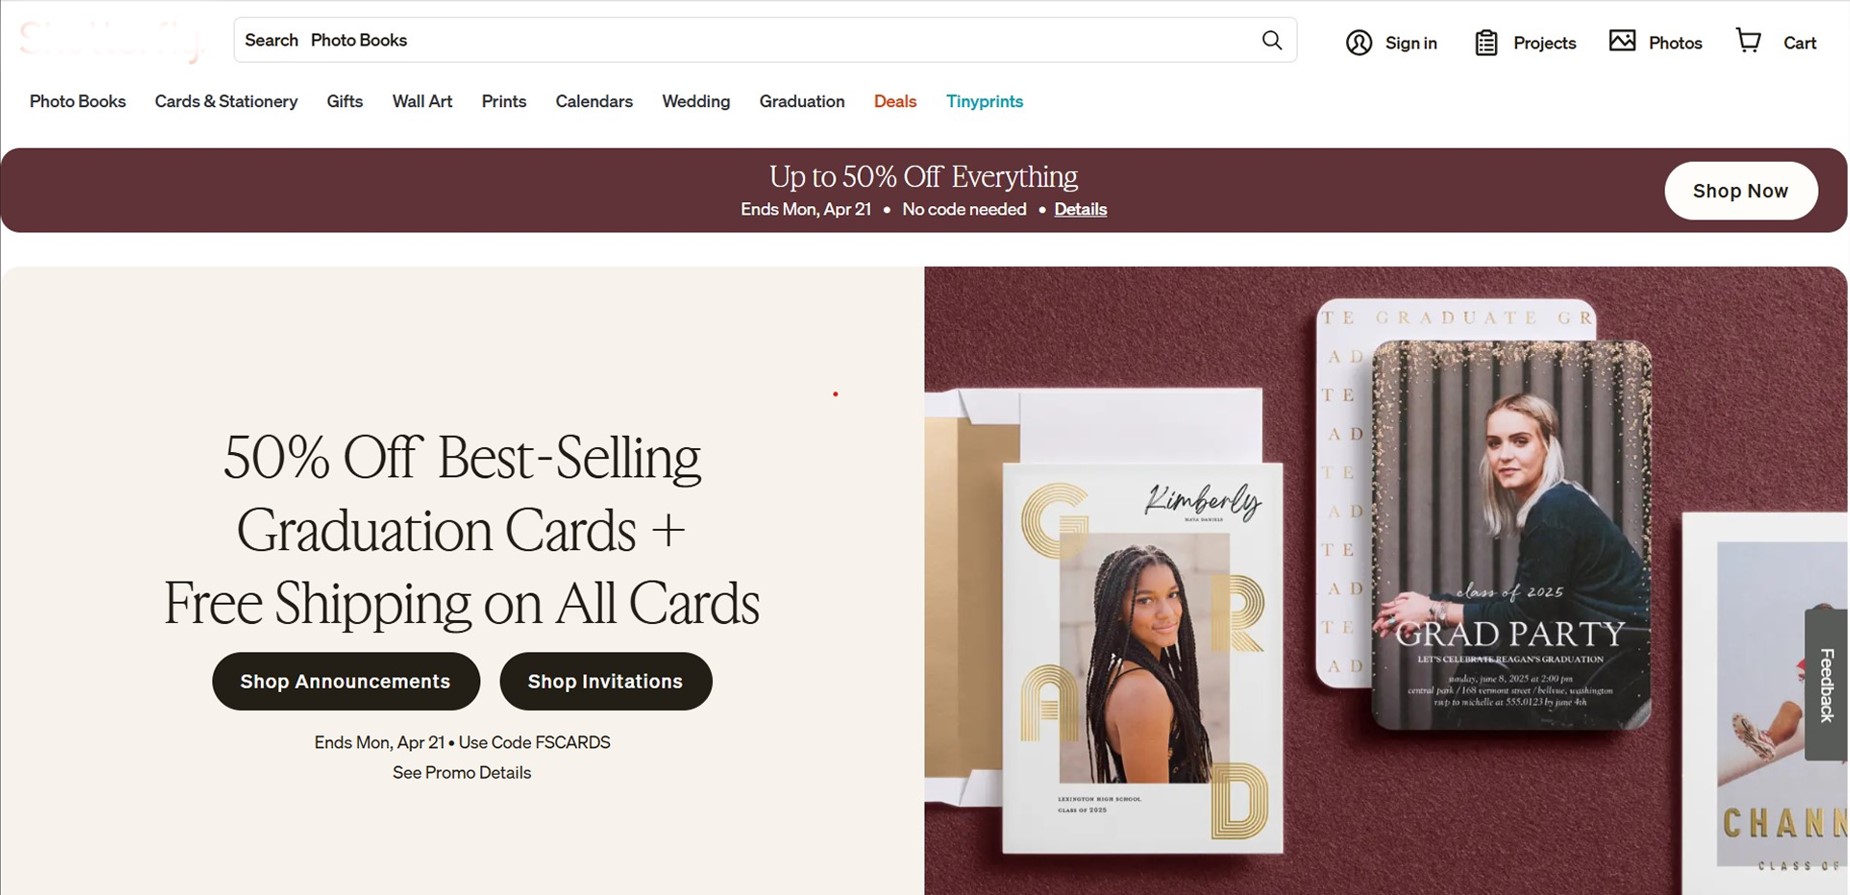 Search Photo Books
Sign in
Projects
Photos
Cart
Photo Books
Cards & Stationery
Gifts
Wall Art
Prints
Calendars
Wedding
Graduation
Deals
Tinyprints
Up to 50% Off Everything
Ends Mon, Apr 21 • No code needed • Details
Shop Now
50% Off Best-Selling
Graduation Cards +
Free Shipping on All Cards
Shop Announcements
Shop Invitations
Ends Mon, Apr 21 • Use Code FSCARDS
See Promo Details
G
R
A
D
Kimberly
MAYA DANIELS
LEXINGTON HIGH SCHOOL
CLASS OF 2025
TE GRADUATE GR
AD
TE
AD
TE
AD
TE
AD
TE
AD
class of 2025
GRAD PARTY
LET'S CELEBRATE REAGAN'S GRADUATION
sunday, june 8, 2025 at 2:00 pm
central park / 168 vermont street / bellvue, washington
rsvp to michelle at 555.0123 by june 4th
CHANN
CLASS OF
Feedback